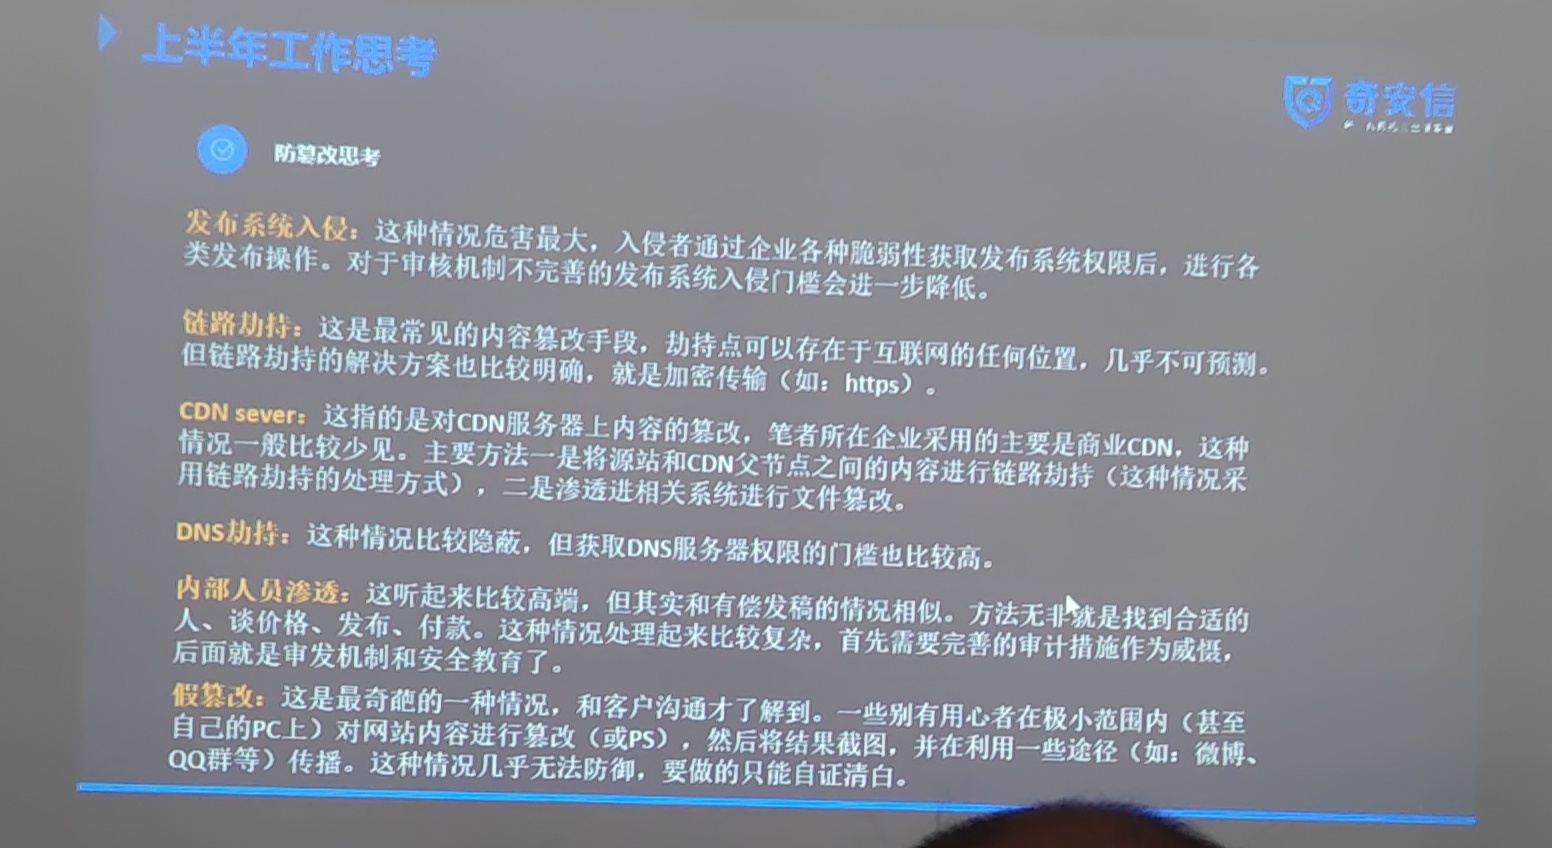 上半年工作思考
奇安信
防篡改思考
发布系统入侵：这种情况危害最大，入侵者通过企业各种脆弱性获取发布系统权限后，进行各
类发布操作。对于审核机制不完善的发布系统入侵门槛会进一步降低。
链路劫持：这是最常见的内容篡改手段，劫持点可以存在于互联网的任何位置，几乎不可预测。
但链路劫持的解决方案也比较明确，就是加密传输（如：https）。
CDN sever：这指的是对CDN服务器上内容的篡改，笔者所在企业采用的主要是商业CDN，这种
情况一般比较少见。主要方法一是将源站和CDN父节点之间的内容进行链路劫持（这种情况采
用链路劫持的处理方式），二是渗透进相关系统进行文件篡改。
DNS劫持：这种情况比较隐蔽，但获取DNS服务器权限的门槛也比较高。
内部人员渗透：这听起来比较高端，但其实和有偿发稿的情况相似。方法无非就是找到合适的
人、谈价格、发布、付款。这种情况处理起来比较复杂，首先需要完善的审计措施作为威慑，
后面就是审发机制和安全教育了。
假篡改：这是最奇葩的一种情况，和客户沟通才了解到。一些别有用心者在极小范围内（甚至
自己的PC上）对网站内容进行篡改（或PS），然后将结果截图，并在利用一些途径（如：微博、
QQ群等）传播。这种情况几乎无法防御，要做的只能自证清白。